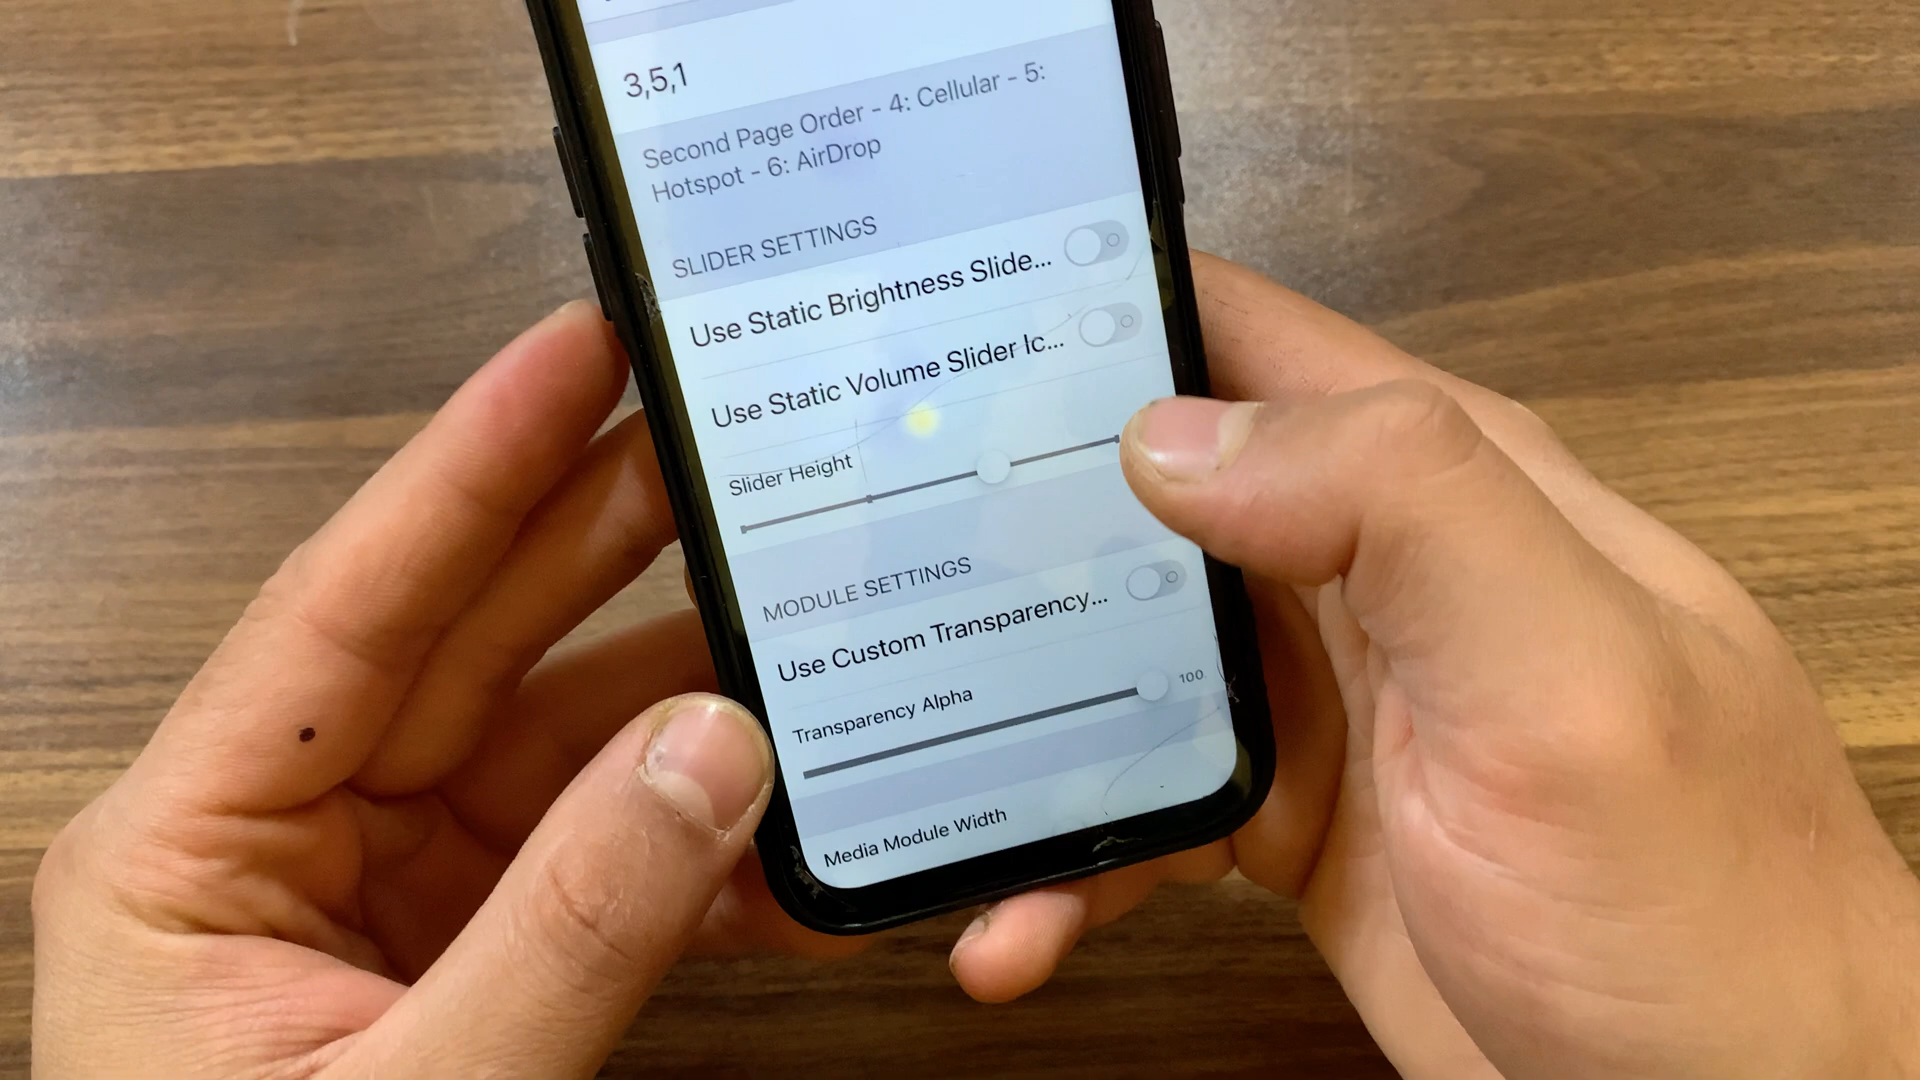 3,5,1
Second Page Order - 4: Cellular - 5:
Hotspot - 6: AirDrop
SLIDER SETTINGS
Use Static Brightness Slide...
Use Static Volume Slider Ic...
Slider Height
MODULE SETTINGS
Use Custom Transparency...
Transparency Alpha
100
Media Module Width